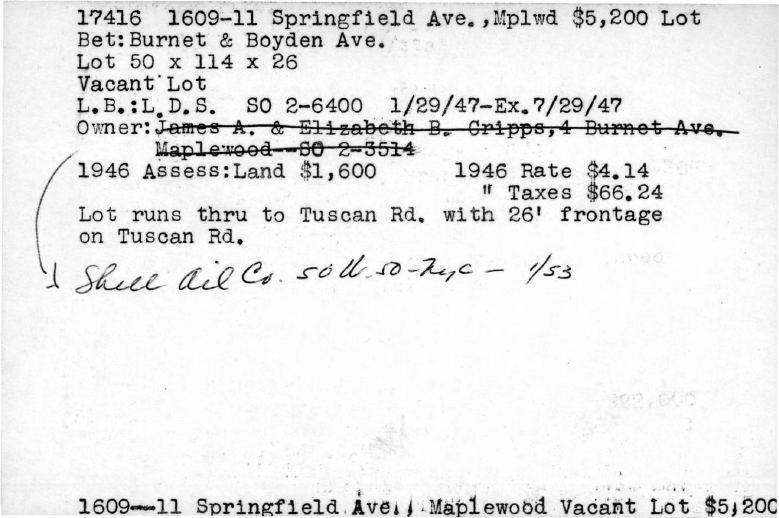 17416 1609-11 Springfield Ave.,Mplwd $5,200 Lot
Bet:Burnet & Boyden Ave.
Lot 50 x 114 x 26
Vacant Lot
L.B.:L.D.S. SO 2-6400 1/29/47-Ex.7/29/47
Owner:James A. & Elizabeth B. Cripps,4 Burnet Ave.
Maplewood--SO 2-3514
1946 Assess:Land $1,600 1946 Rate $4.14
" Taxes $66.24
Lot runs thru to Tuscan Rd. with 26' frontage
on Tuscan Rd.
Shell Oil Co. 50 W. 50 - Nyc - 1/53
1609--11 Springfield Ave., Maplewood Vacant Lot $5,200